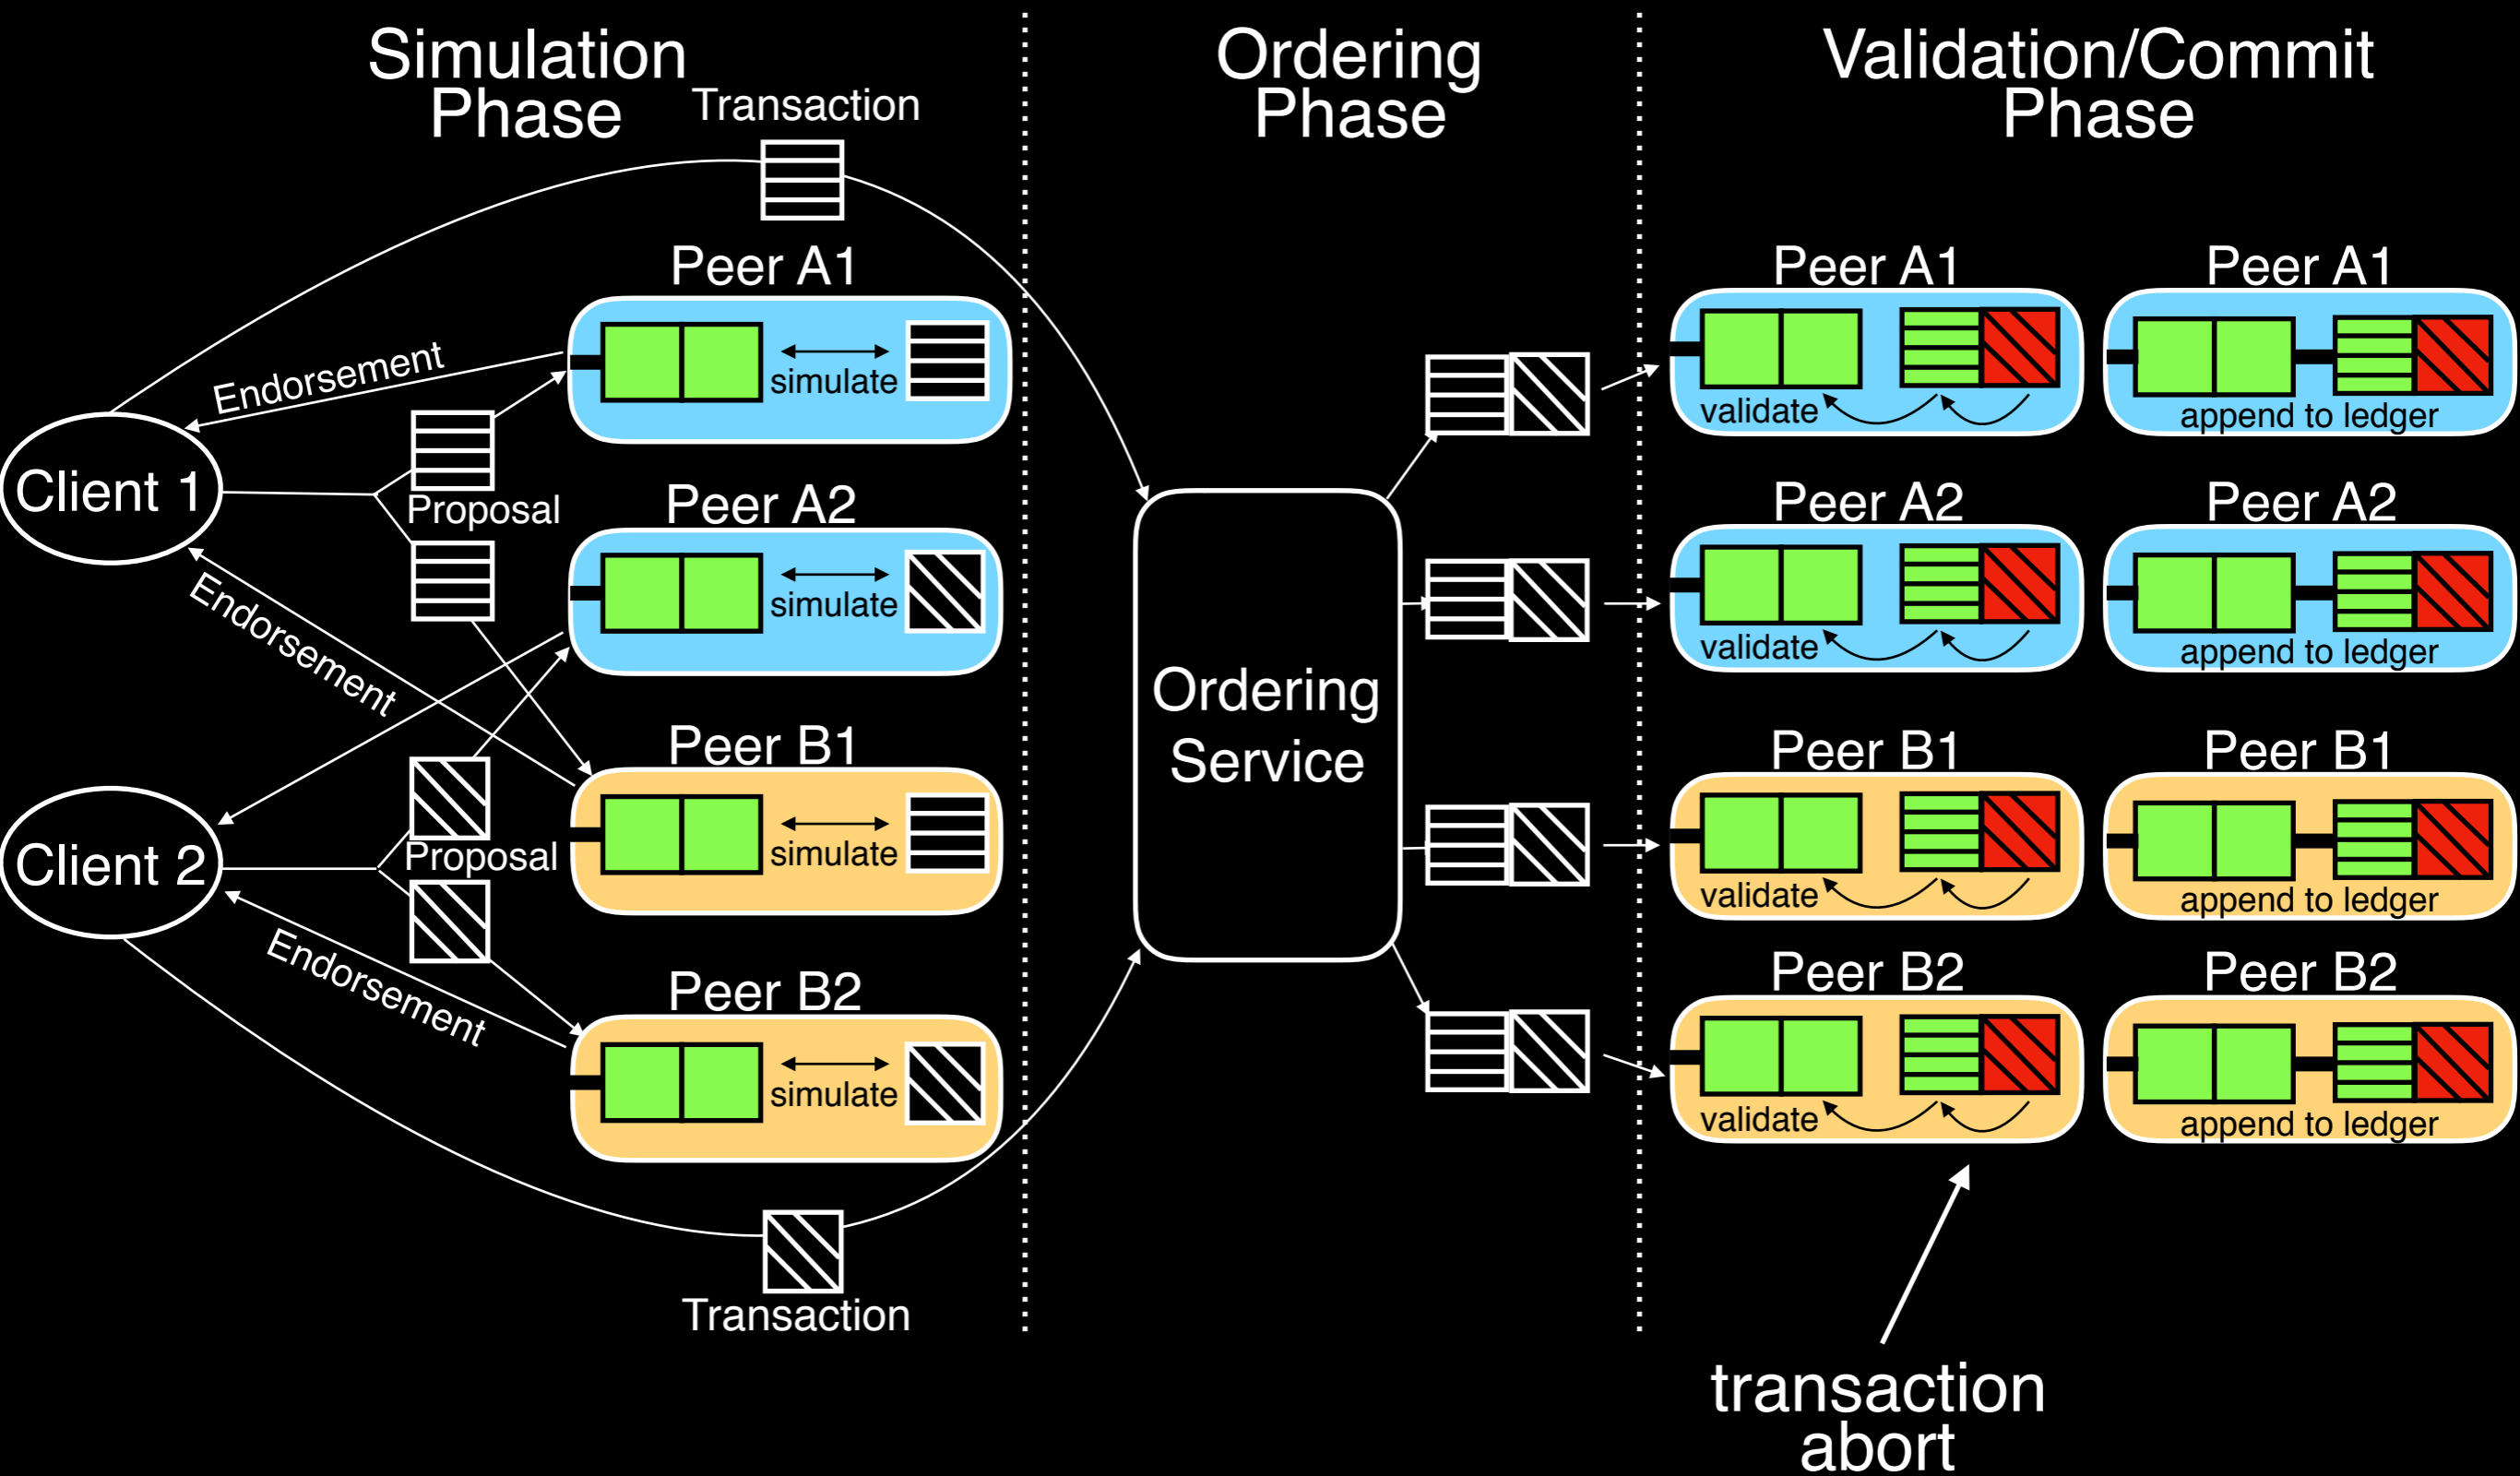 Simulation
Phase
Transaction
Peer A1
simulate
Endorsement
Client 1
Proposal
Peer A2
simulate
Endorsement
Peer B1
simulate
Client 2
Proposal
Endorsement
Peer B2
simulate
Transaction
Ordering
Phase
Ordering
Service
Validation/Commit
Phase
Peer A1
validate
Peer A1
append to ledger
Peer A2
validate
Peer A2
append to ledger
Peer B1
validate
Peer B1
append to ledger
Peer B2
validate
Peer B2
append to ledger
transaction
abort